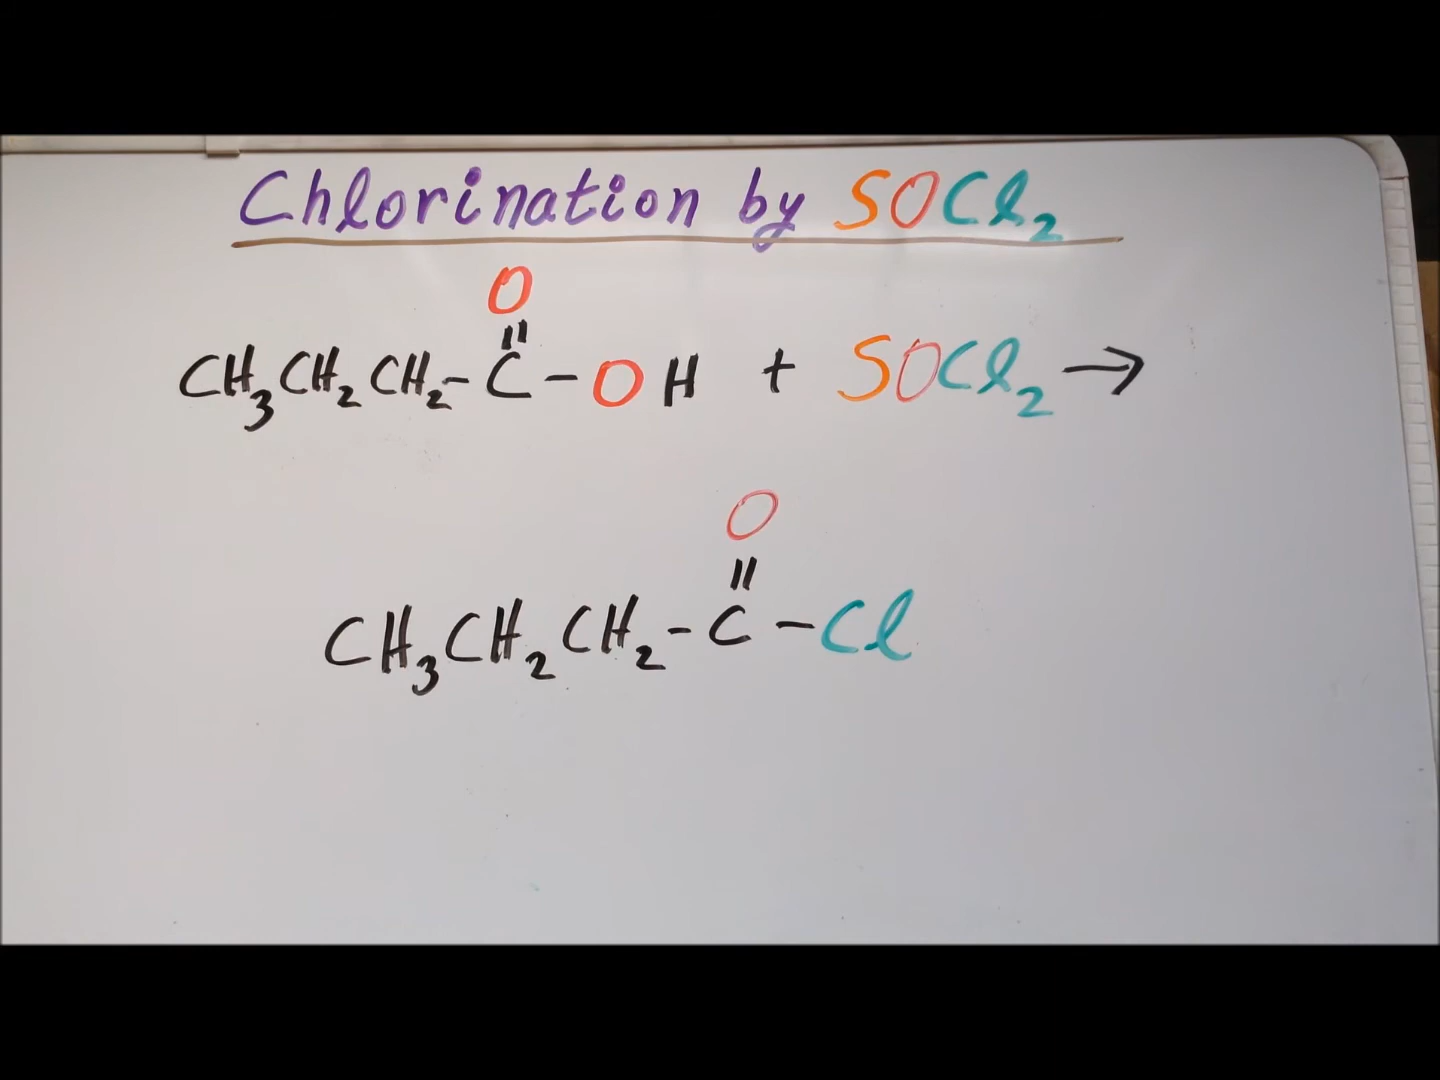 Chlorination by SOCl₂
O
CH₃CH₂CH₂-C-OH + SOCl₂ →
O
CH₃CH₂CH₂-C-Cl